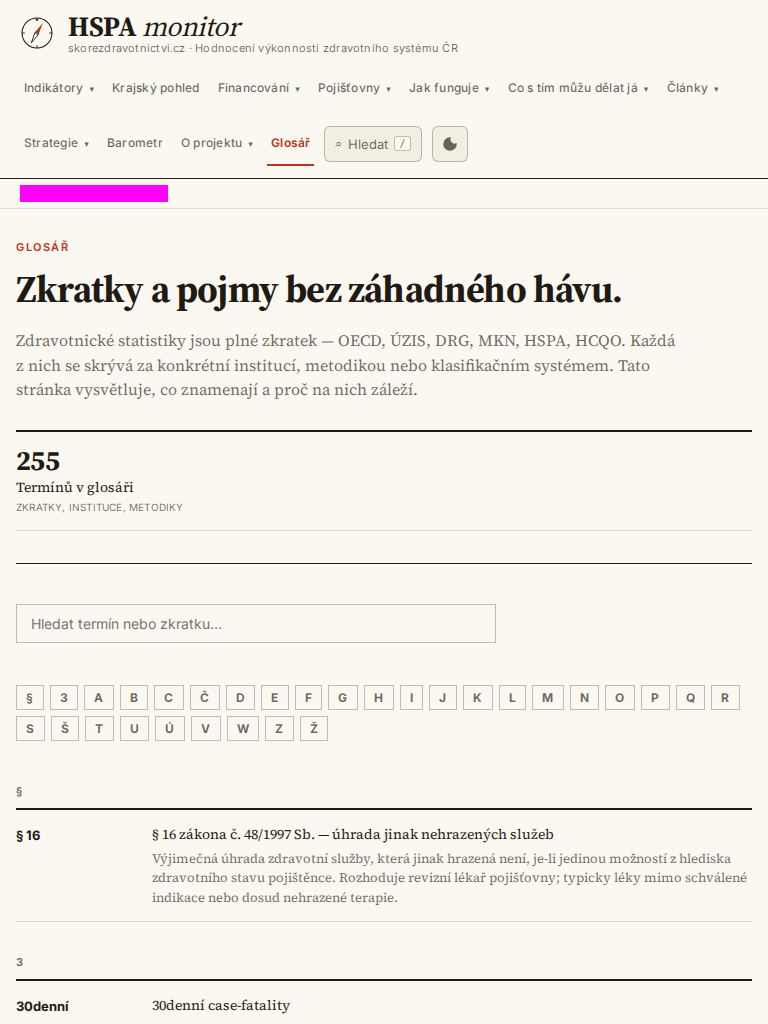 HSPA monitor
skorezdravotnictvi.cz · Hodnocení výkonnosti zdravotního systému ČR
Indikátory ▾ Krajský pohled Financování ▾ Pojišťovny ▾ Jak funguje ▾ Co s tím můžu dělat já ▾ Články ▾
Strategie ▾ Barometr O projektu ▾ Glosář Hledat /
GLOSÁŘ
Zkratky a pojmy bez záhadného hávu.
Zdravotnické statistiky jsou plné zkratek — OECD, ÚZIS, DRG, MKN, HSPA, HCQO. Každá
z nich se skrývá za konkrétní institucí, metodikou nebo klasifikačním systémem. Tato
stránka vysvětluje, co znamenají a proč na nich záleží.
255
Termínů v glosáři
ZKRATKY, INSTITUCE, METODIKY
Hledat termín nebo zkratku...
§ 3 A B C Č D E F G H I J K L M N O P Q R
S Š T U Ú V W Z Ž
§
§ 16 § 16 zákona č. 48/1997 Sb. — úhrada jinak nehrazených služeb
Výjimečná úhrada zdravotní služby, která jinak hrazená není, je-li jedinou možností z hlediska
zdravotního stavu pojištěnce. Rozhoduje revizní lékař pojišťovny; typicky léky mimo schválené
indikace nebo dosud nehrazené terapie.
3
30denní 30denní case-fatality